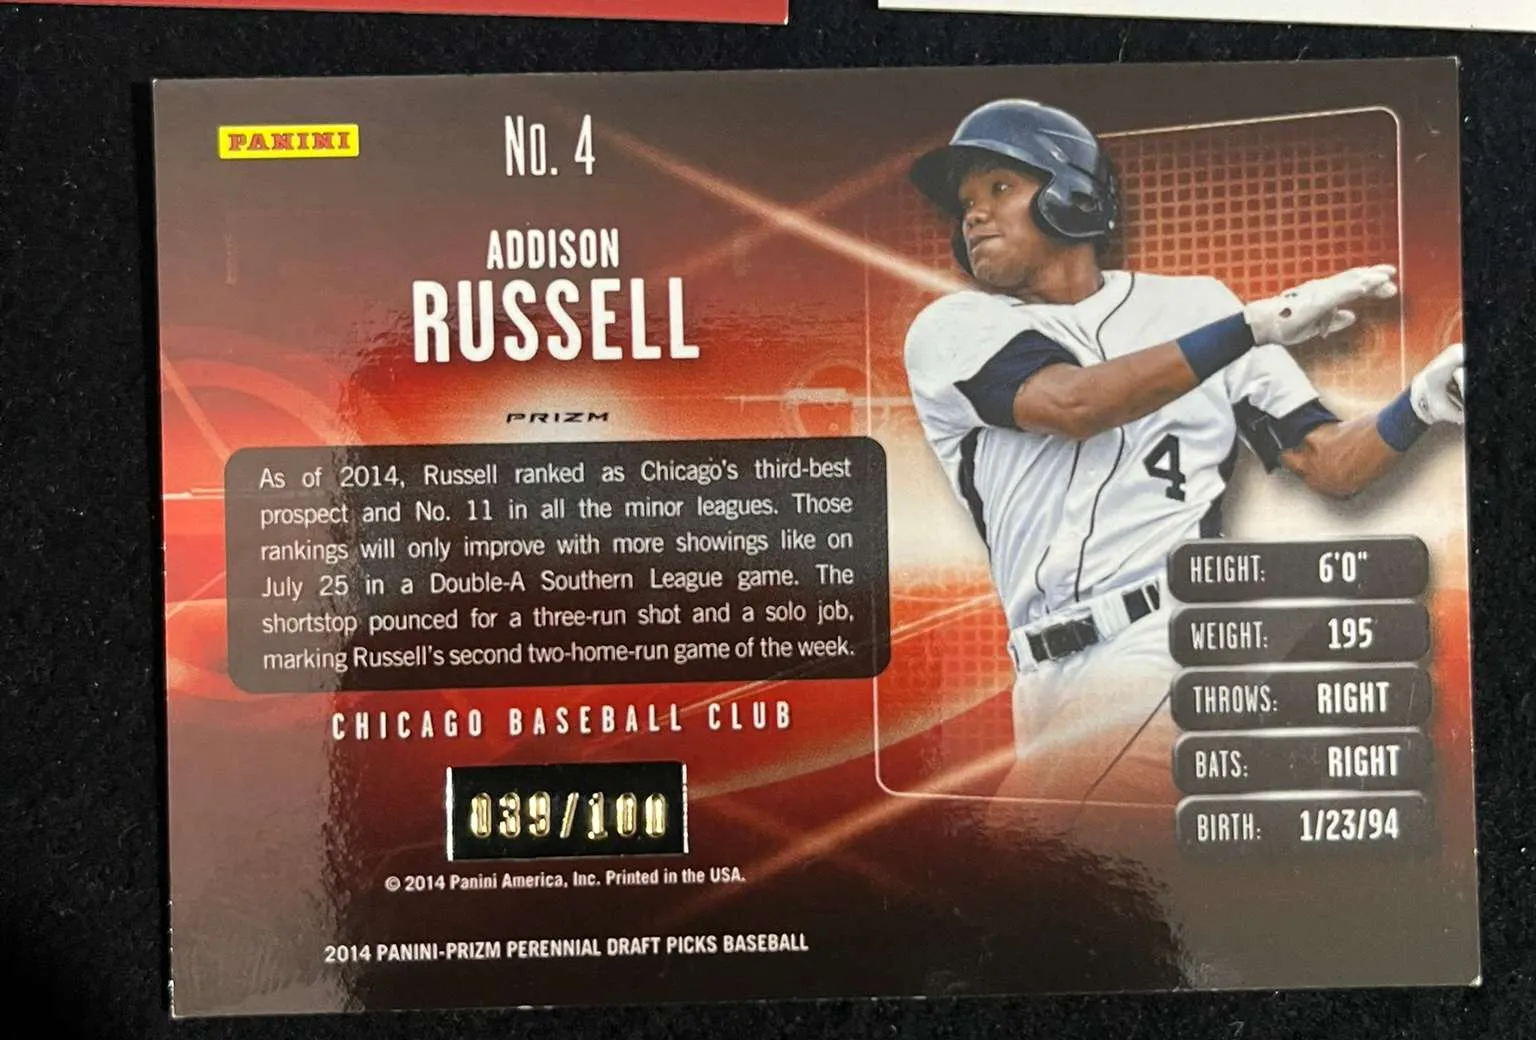 PANINI
No. 4
ADDISON
RUSSELL
PRIZM
As of 2014, Russell ranked as Chicago's third-best
prospect and No. 11 in all the minor leagues. Those
rankings will only improve with more showings like on
July 25 in a Double-A Southern League game. The
shortstop pounced for a three-run shot and a solo job,
marking Russell's second two-home-run game of the week.
CHICAGO BASEBALL CLUB
039/100
© 2014 Panini America, Inc. Printed in the USA.
2014 PANINI-PRIZM PERENNIAL DRAFT PICKS BASEBALL
4
HEIGHT: 6'0"
WEIGHT: 195
THROWS: RIGHT
BATS: RIGHT
BIRTH: 1/23/94